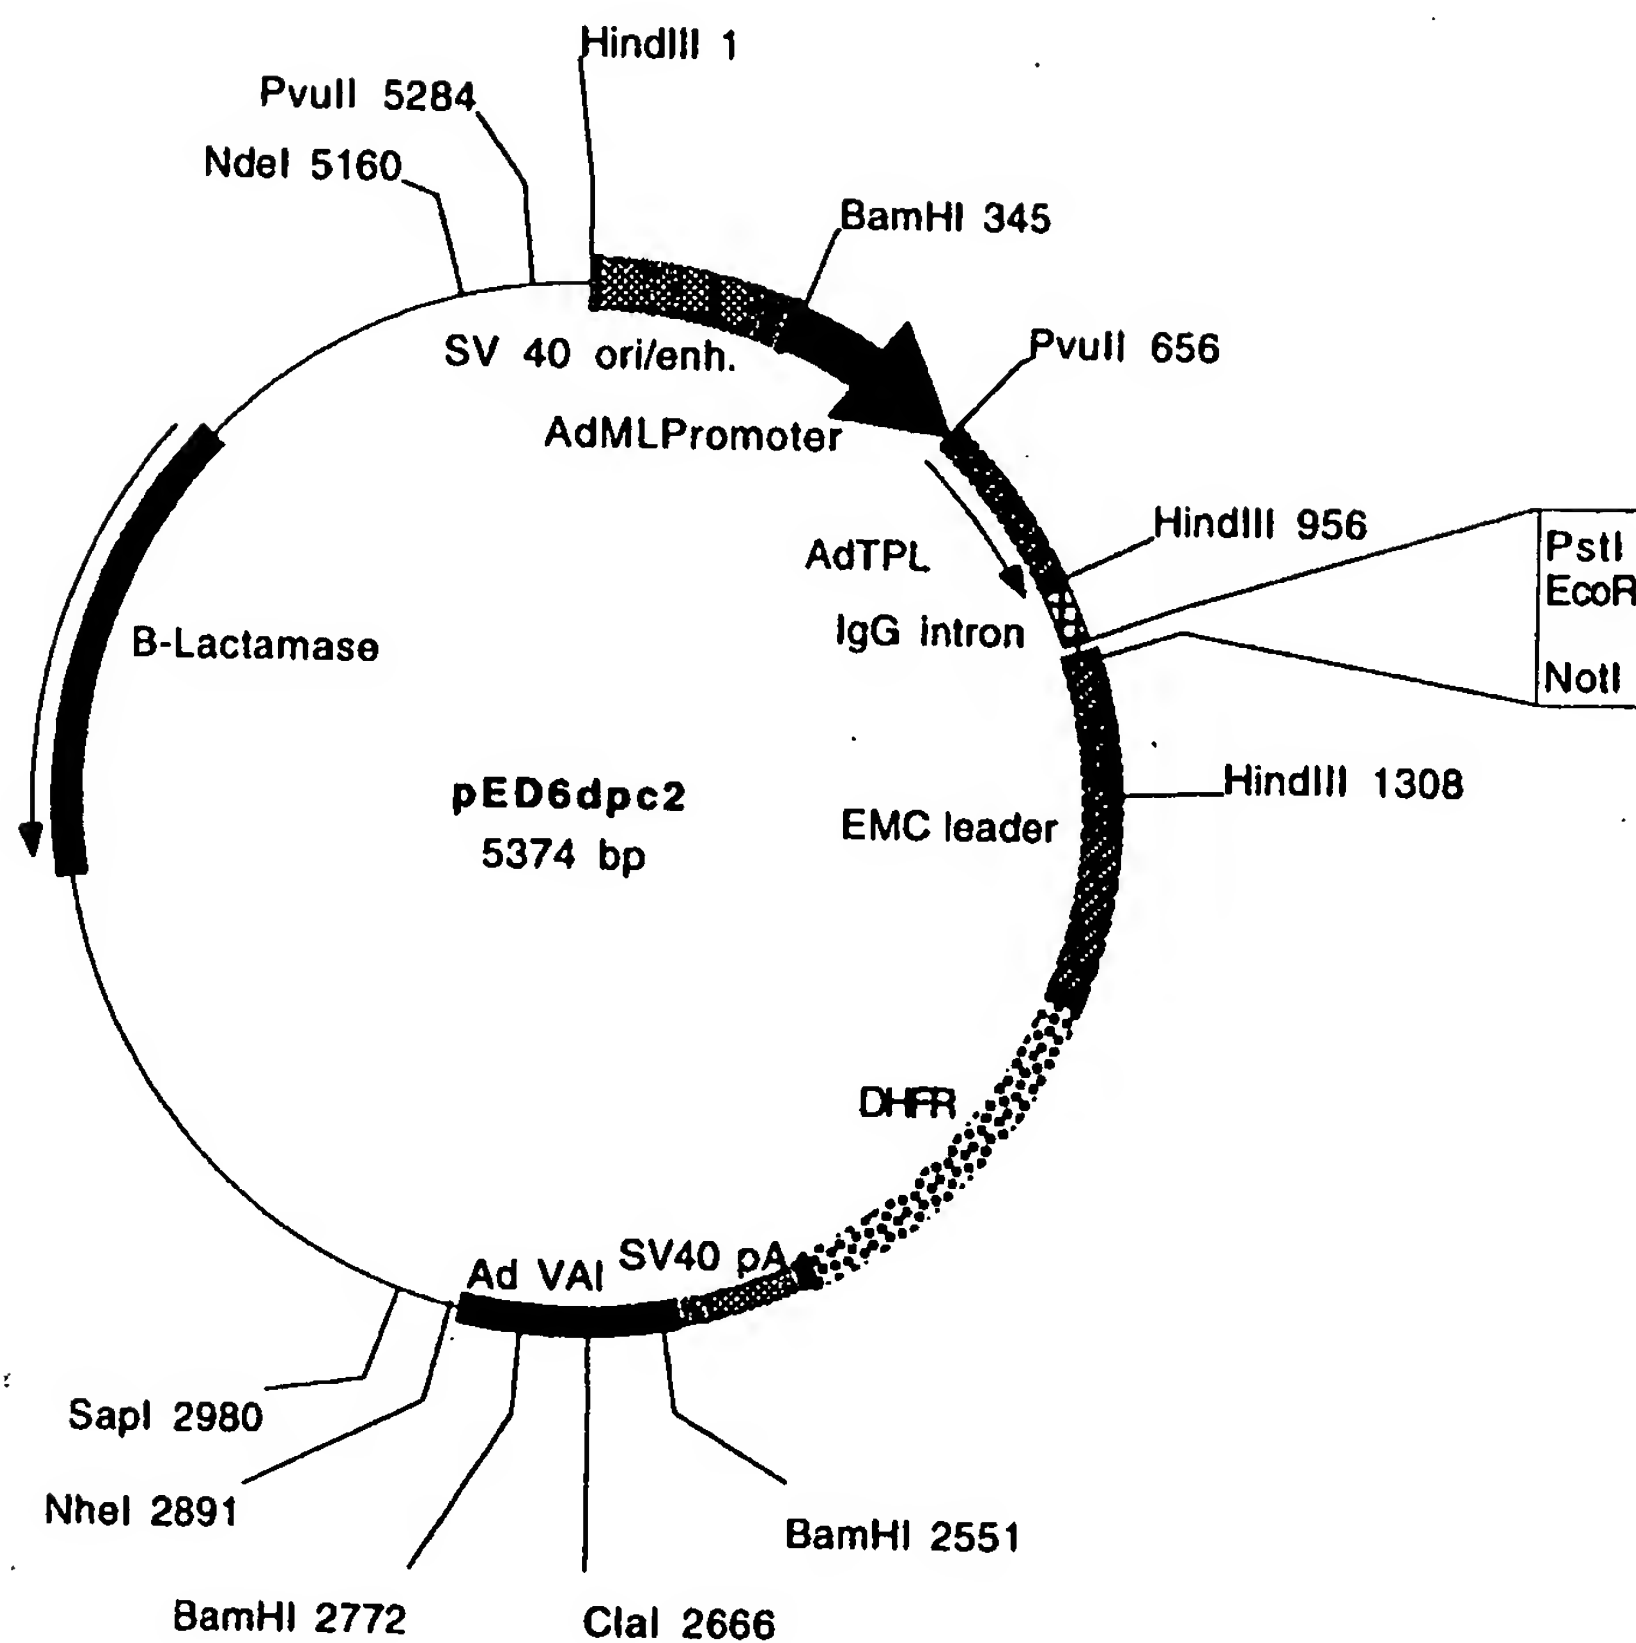 HindIII 1
PvuII 5284
NdeI 5160
BamHI 345
SV 40 ori/enh.
PvuII 656
AdMLPromoter
HindIII 956
PstI
EcoR
NotI
AdTPL
IgG intron
B-Lactamase
pED6dpc2
5374 bp
HindIII 1308
EMC leader
DHFR
SV40 pA
Ad VAI
SapI 2980
NheI 2891
BamHI 2551
BamHI 2772
ClaI 2666